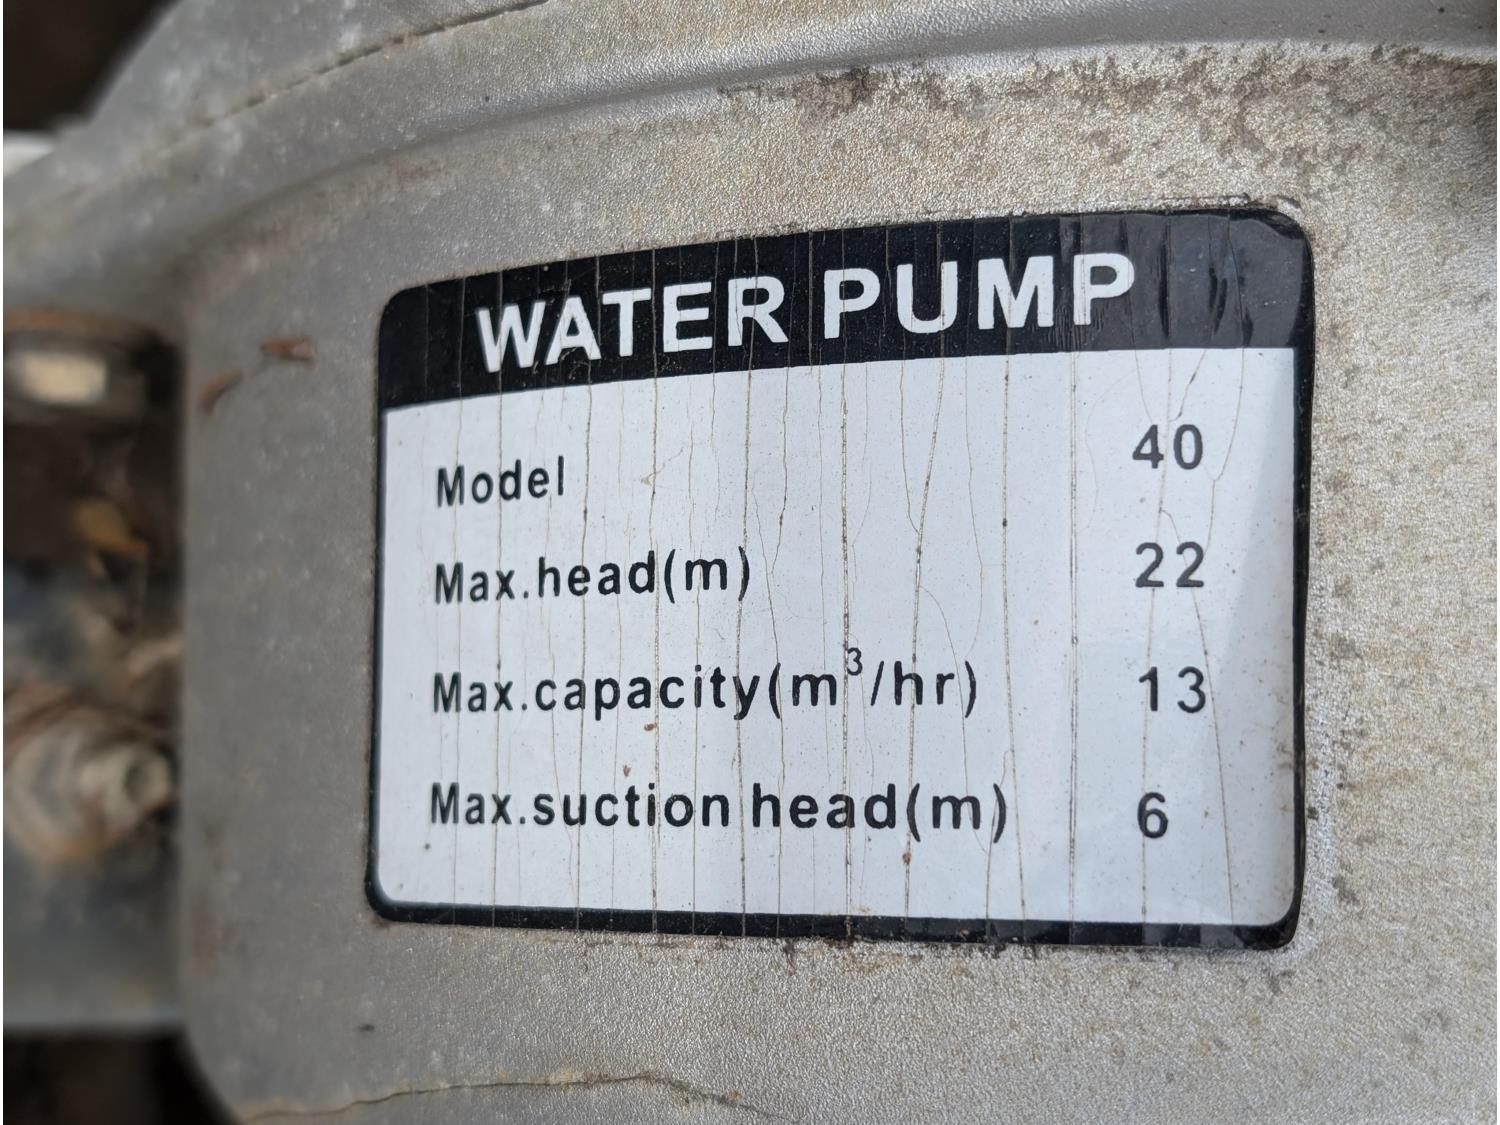 WATER PUMP
Model 40
Max.head(m) 22
Max.capacity(m³/hr) 13
Max.suction head(m) 6